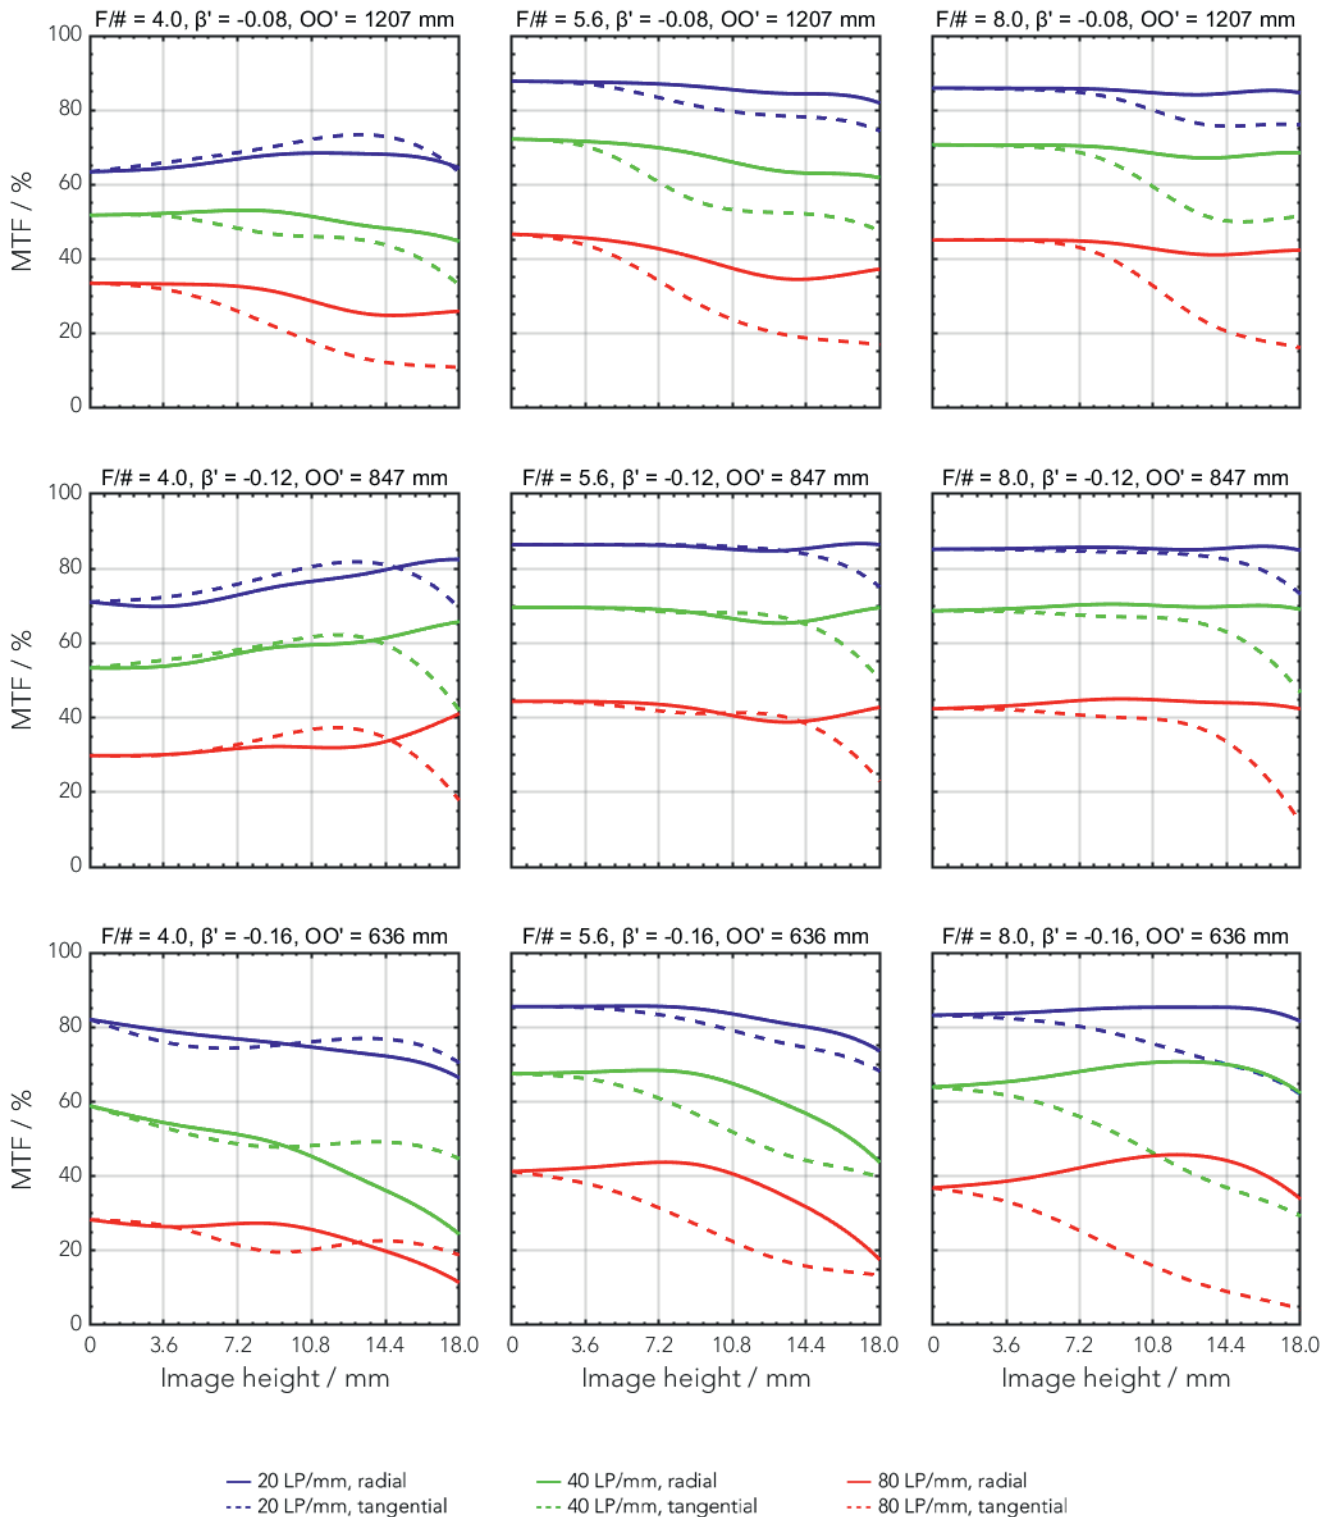 F/# = 4.0, β' = -0.08, OO' = 1207 mm
F/# = 5.6, β' = -0.08, OO' = 1207 mm
F/# = 8.0, β' = -0.08, OO' = 1207 mm
100
80
60
40
20
0
MTF / %
F/# = 4.0, β' = -0.12, OO' = 847 mm
F/# = 5.6, β' = -0.12, OO' = 847 mm
F/# = 8.0, β' = -0.12, OO' = 847 mm
100
80
60
40
20
0
MTF / %
F/# = 4.0, β' = -0.16, OO' = 636 mm
F/# = 5.6, β' = -0.16, OO' = 636 mm
F/# = 8.0, β' = -0.16, OO' = 636 mm
100
80
60
40
20
0
MTF / %
0 3.6 7.2 10.8 14.4 18.0
0 3.6 7.2 10.8 14.4 18.0
0 3.6 7.2 10.8 14.4 18.0
Image height / mm
Image height / mm
Image height / mm
20 LP/mm, radial
40 LP/mm, radial
80 LP/mm, radial
20 LP/mm, tangential
40 LP/mm, tangential
80 LP/mm, tangential